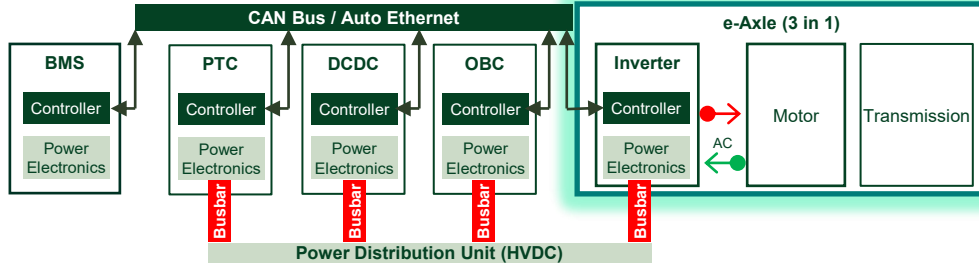 CAN Bus / Auto Ethernet
e-Axle (3 in 1)
BMS
PTC
DCDC
OBC
Inverter
Controller
Controller
Controller
Controller
Controller
Motor
Transmission
AC
Power
Electronics
Power
Electronics
Power
Electronics
Power
Electronics
Power
Electronics
Busbar
Busbar
Busbar
Busbar
Power Distribution Unit (HVDC)